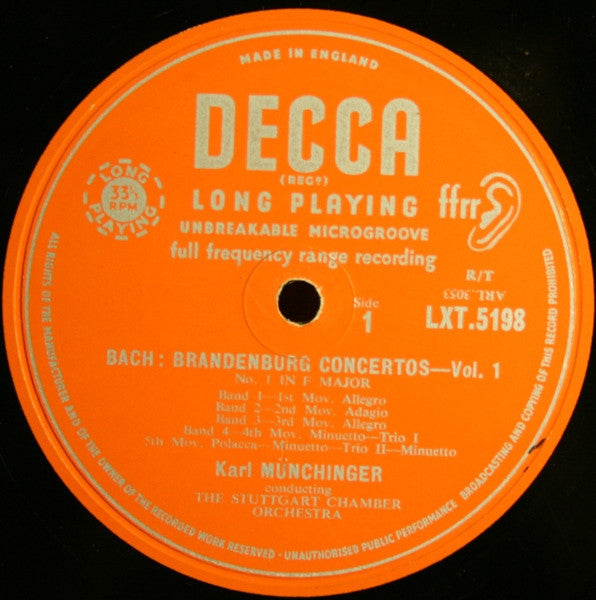 MADE IN ENGLAND
DECCA
(REGD)
LONG PLAYING
33⅓
RPM
LONG PLAYING
ffrr
UNBREAKABLE MICROGROOVE
full frequency range recording
R/T
ARL.3053
Side
1
LXT.5198
BACH: BRANDENBURG CONCERTOS—Vol. 1
No. 1 IN F MAJOR
Band 1—1st Mov. Allegro
Band 2—2nd Mov. Adagio
Band 3—3rd Mov. Allegro
Band 4—4th Mov. Minuetto—Trio I
5th Mov. Polacca—Minuetto—Trio II—Minuetto
Karl MÜNCHINGER
conducting
THE STUTTGART CHAMBER
ORCHESTRA
ALL RIGHTS OF THE MANUFACTURER AND OF THE OWNER OF THE RECORDED WORK RESERVED · UNAUTHORISED PUBLIC PERFORMANCE BROADCASTING AND COPYING OF THIS RECORD PROHIBITED